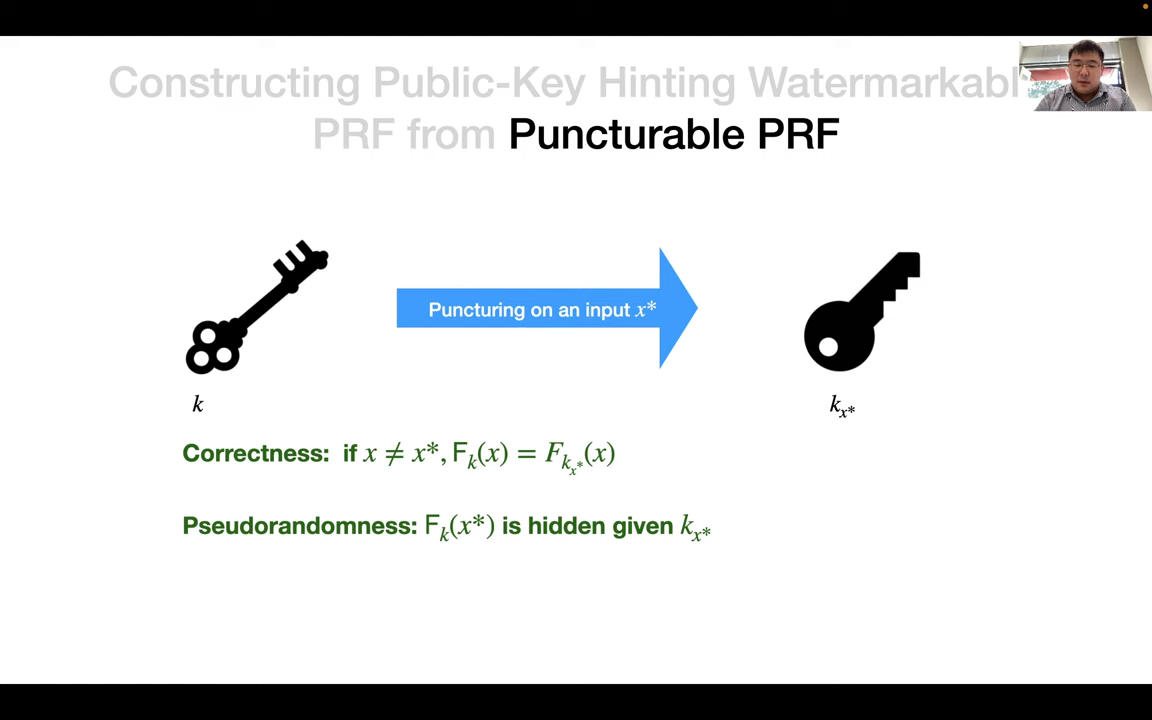 Constructing Public-Key Hinting Watermarkabl
PRF from Puncturable PRF
Puncturing on an input x*
k
k_{x*}
Correctness: if x ≠ x*, F_k(x) = F_{k_{x*}}(x)
Pseudorandomness: F_k(x*) is hidden given k_{x*}